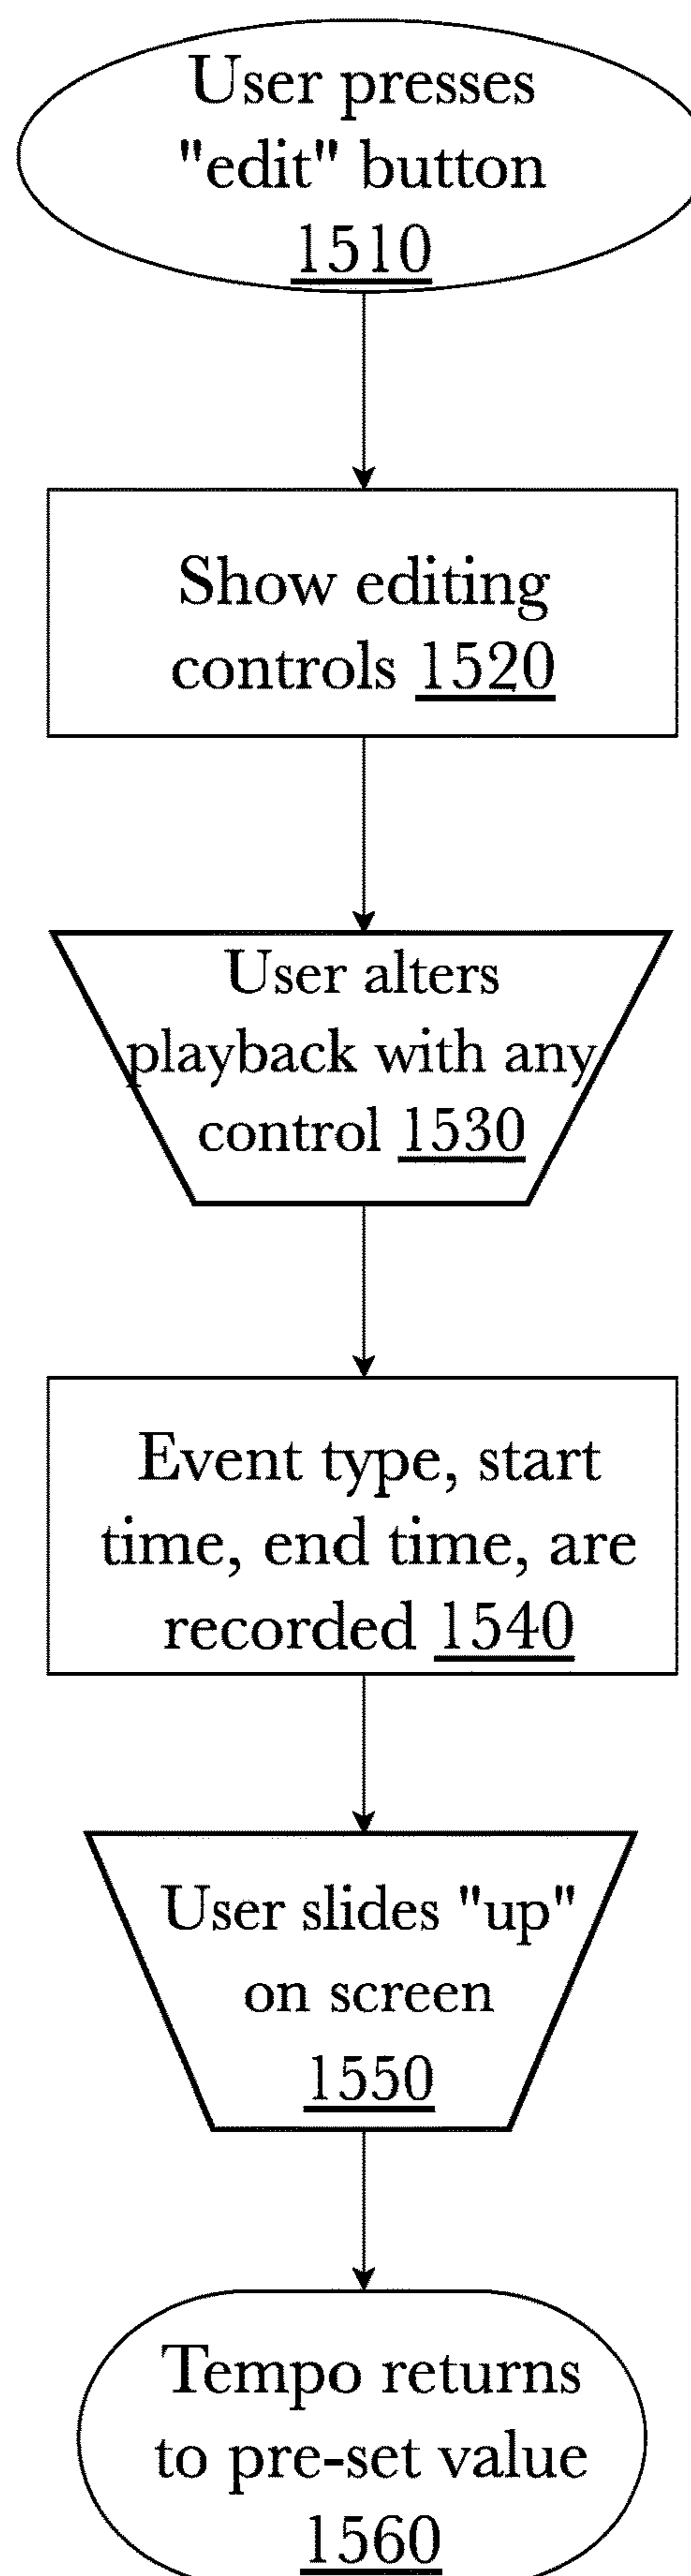 User presses
"edit" button
1510
Show editing
controls 1520
User alters
playback with any
control 1530
Event type, start
time, end time, are
recorded 1540
User slides "up"
on screen
1550
Tempo returns
to pre-set value
1560